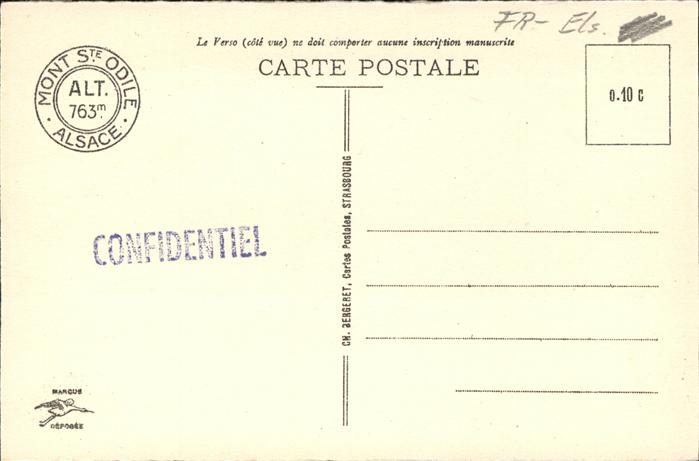 FR- Els.
Le Verso (côté vue) ne doit comporter aucune inscription manuscrite
CARTE POSTALE
MONT STE ODILE
ALT.
763m
· ALSACE ·
0.10 C
CONFIDENTIEL
CH. BERGERET, Cartes Postales, STRASBOURG
MARQUE
DÉPOSÉE